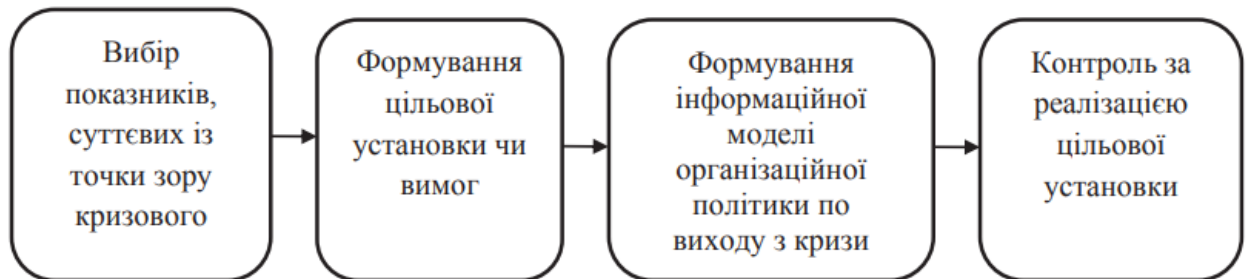 Вибір
показників,
суттєвих із
точки зору
кризового
Формування
цільової
установки чи
вимог
Формування
інформаційної
моделі
організаційної
політики по
виходу з кризи
Контроль за
реалізацією
цільової
установки